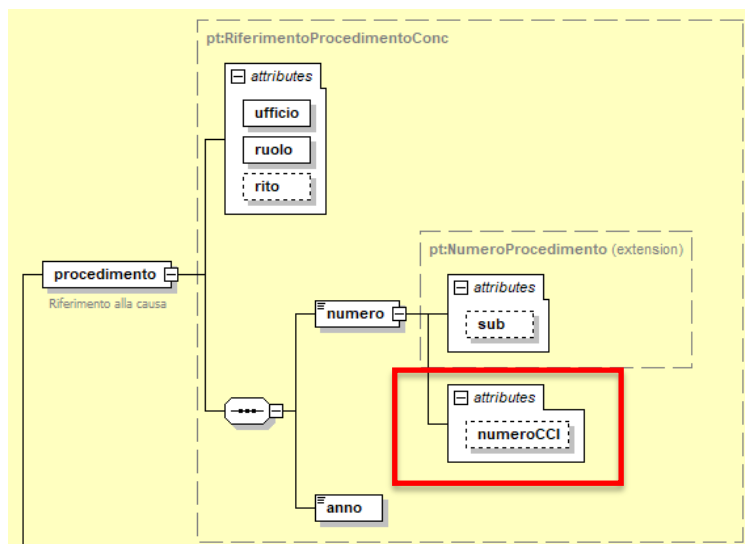 pt:RiferimentoProcedimentoConc
attributes
ufficio
ruolo
rito
procedimento
Riferimento alla causa
pt:NumeroProcedimento (extension)
numero
attributes
sub
attributes
numeroCCI
anno